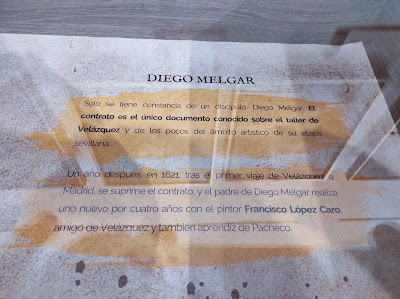 DIEGO MELGAR
Solo se tiene constancia de un discípulo: Diego Melgar. El
contrato es el único documento conocido sobre el taller de
Velázquez y de los pocos del ámbito artístico de su etapa
sevillana.
Un año después, en 1621, tras el primer viaje de Velázquez a
Madrid, se suprime el contrato, y el padre de Diego Melgar realiza
uno nuevo por cuatro años con el pintor Francisco López Caro,
amigo de Velázquez y también aprendiz de Pacheco.